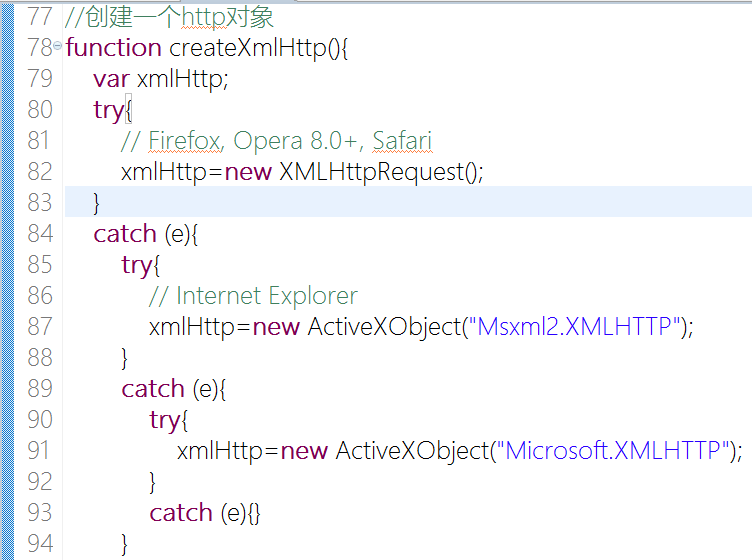 77 //创建一个http对象
78 function createXmlHttp(){
79 var xmlHttp;
80 try{
81 // Firefox, Opera 8.0+, Safari
82 xmlHttp=new XMLHttpRequest();
83 }
84 catch (e){
85 try{
86 // Internet Explorer
87 xmlHttp=new ActiveXObject("Msxml2.XMLHTTP");
88 }
89 catch (e){
90 try{
91 xmlHttp=new ActiveXObject("Microsoft.XMLHTTP");
92 }
93 catch (e){}
94 }